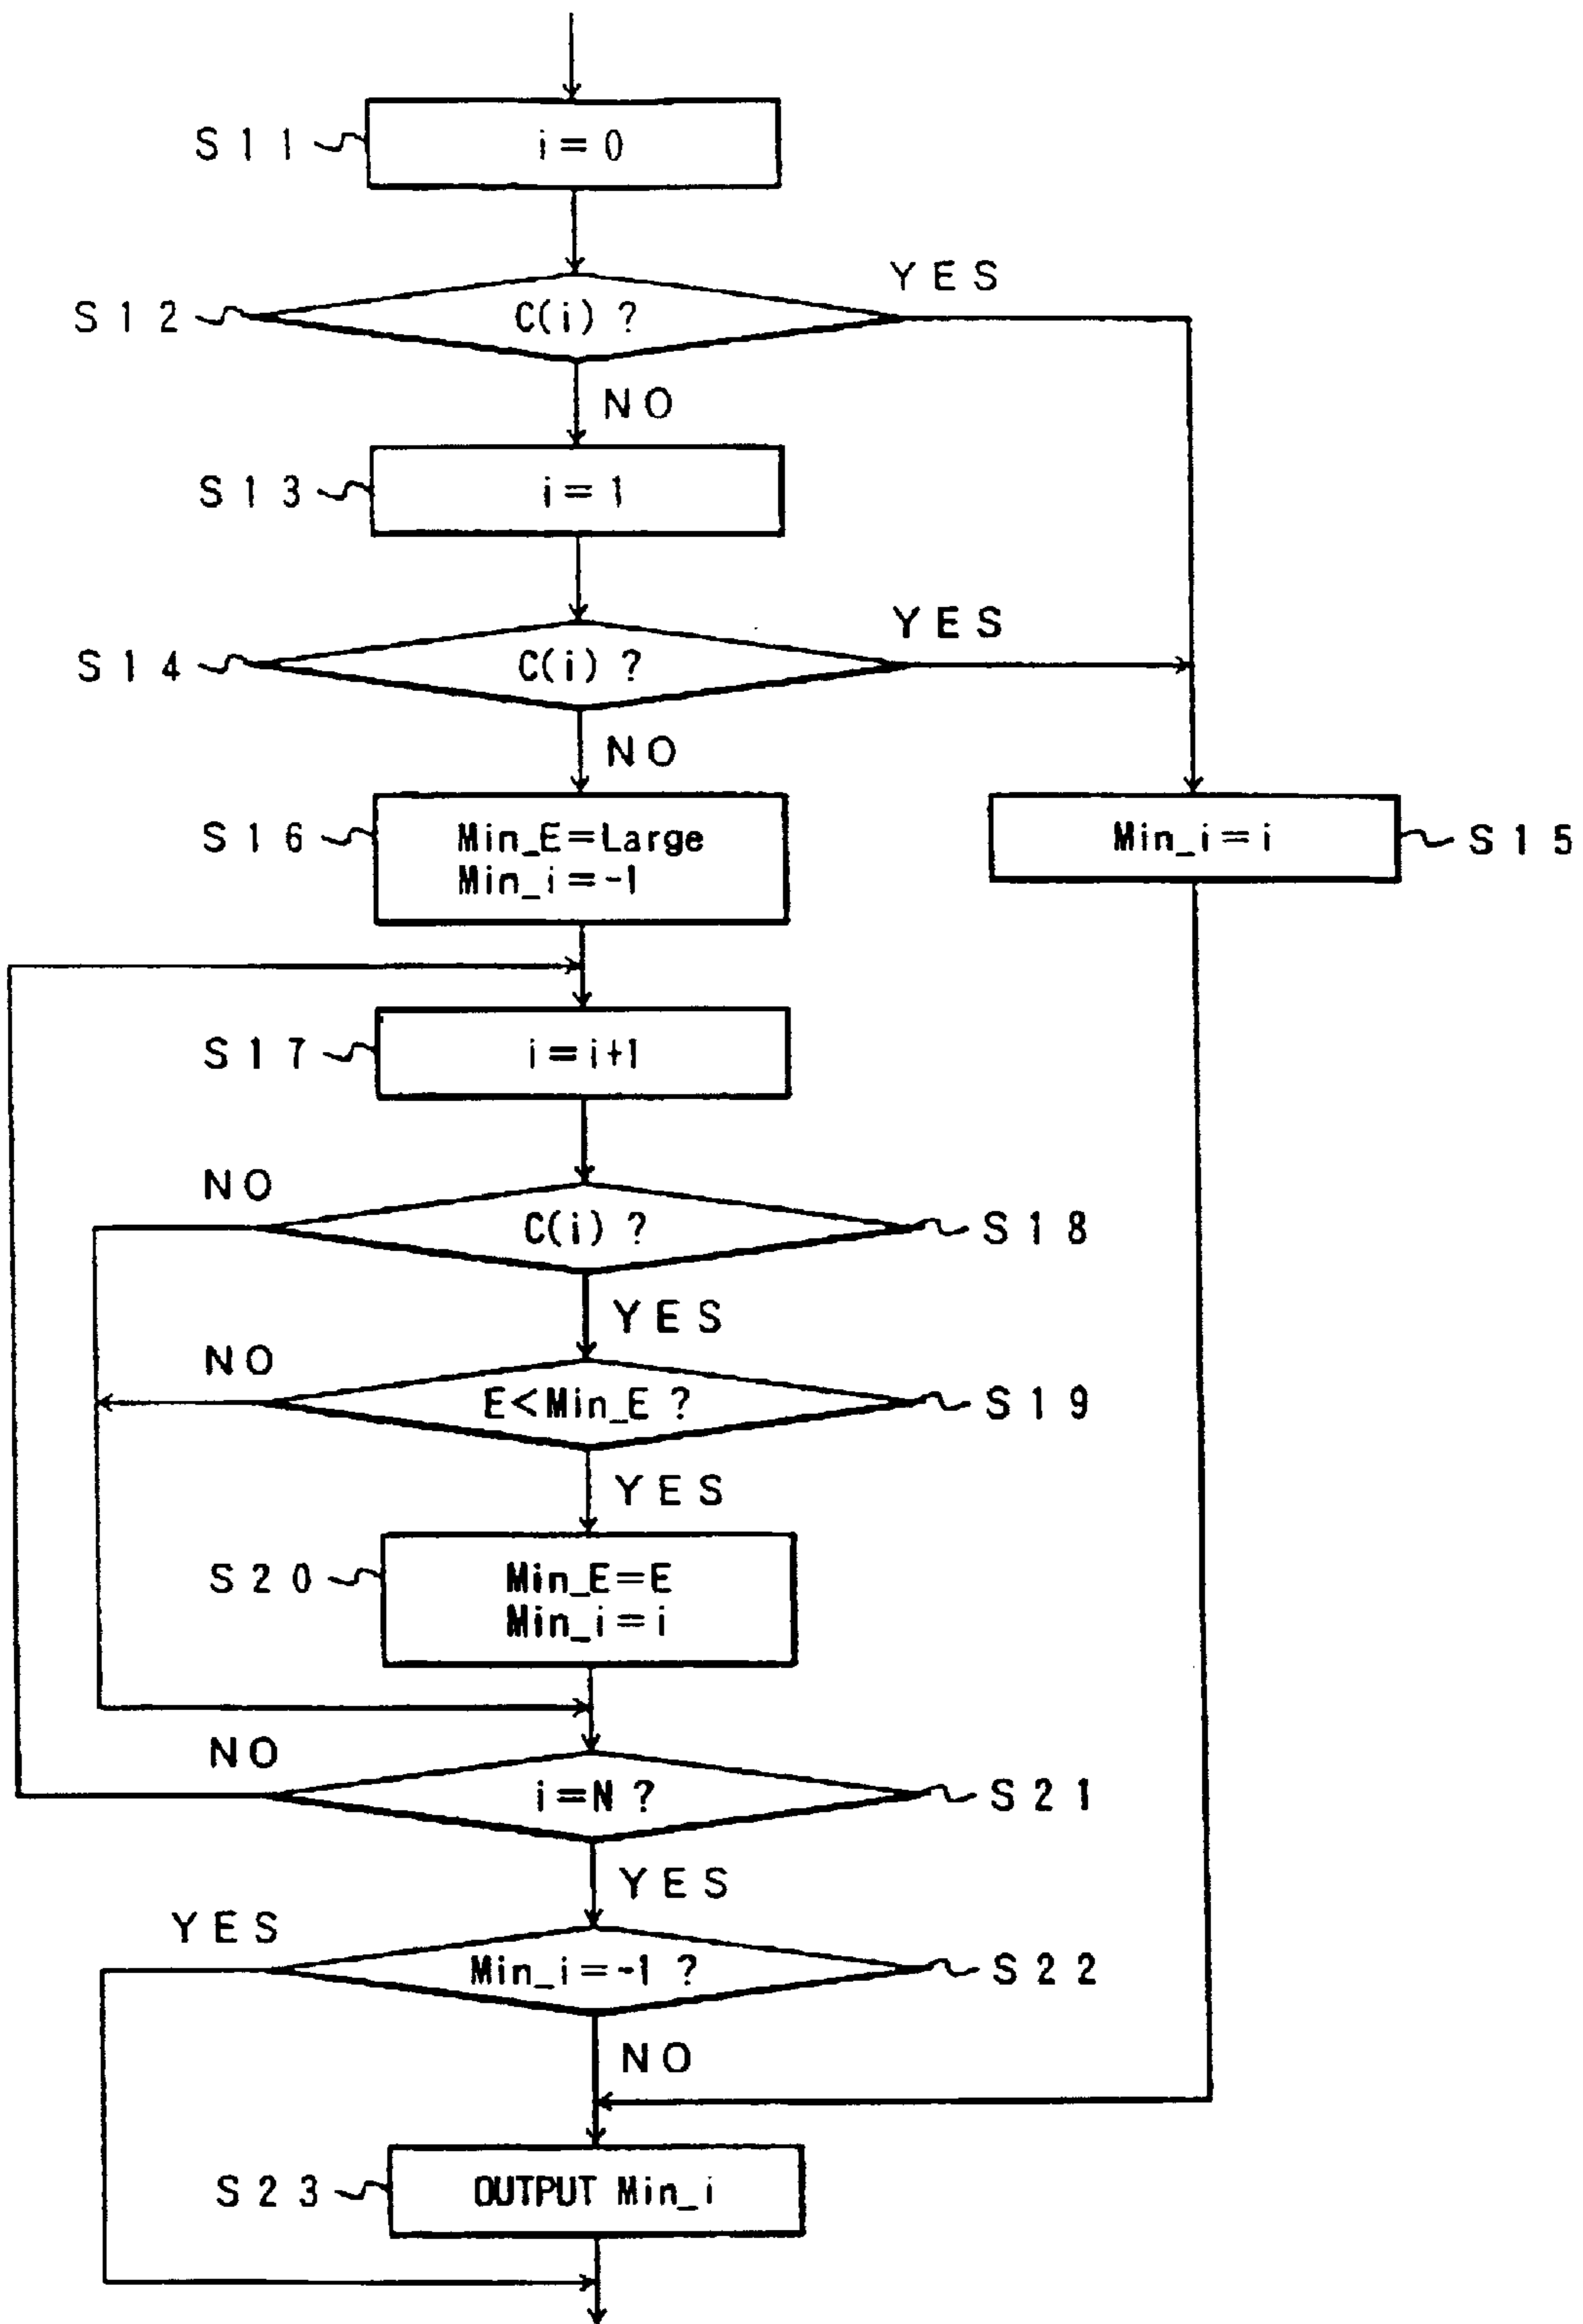 S11
i=0
YES
S12
C(i) ?
NO
S13
i=1
YES
S14
C(i) ?
NO
S16
Min_E=Large
Min_i=-1
Min_i=i
S15
S17
i=i+1
NO
C(i) ?
S18
YES
NO
E<Min_E ?
S19
YES
S20
Min_E=E
Min_i=i
NO
i=N ?
S21
YES
YES
Min_i=-1 ?
S22
NO
S23
OUTPUT Min_i